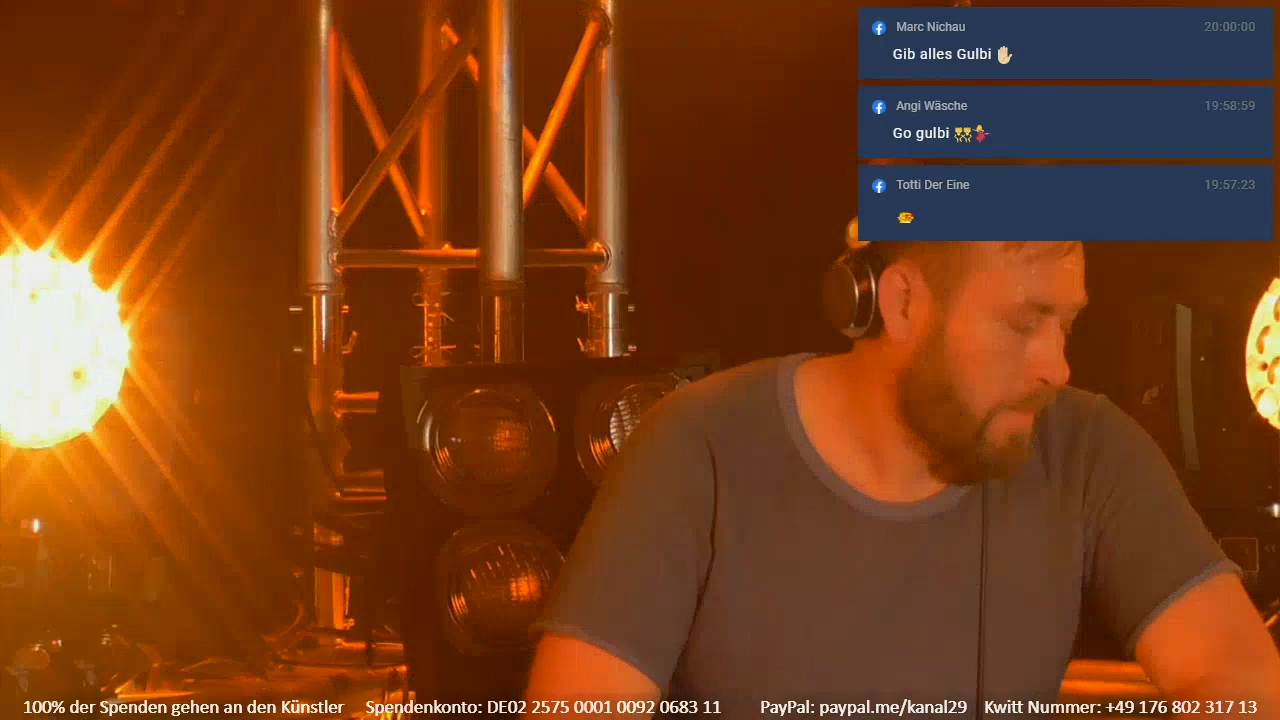 Marc Nichau 20:00:00
Gib alles Gulbi ✋
Angi Wäsche 19:58:59
Go gulbi 👯💃
Totti Der Eine 19:57:23
100% der Spenden gehen an den Künstler Spendenkonto: DE02 2575 0001 0092 0683 11 PayPal: paypal.me/kanal29 Kwitt Nummer: +49 176 802 317 13